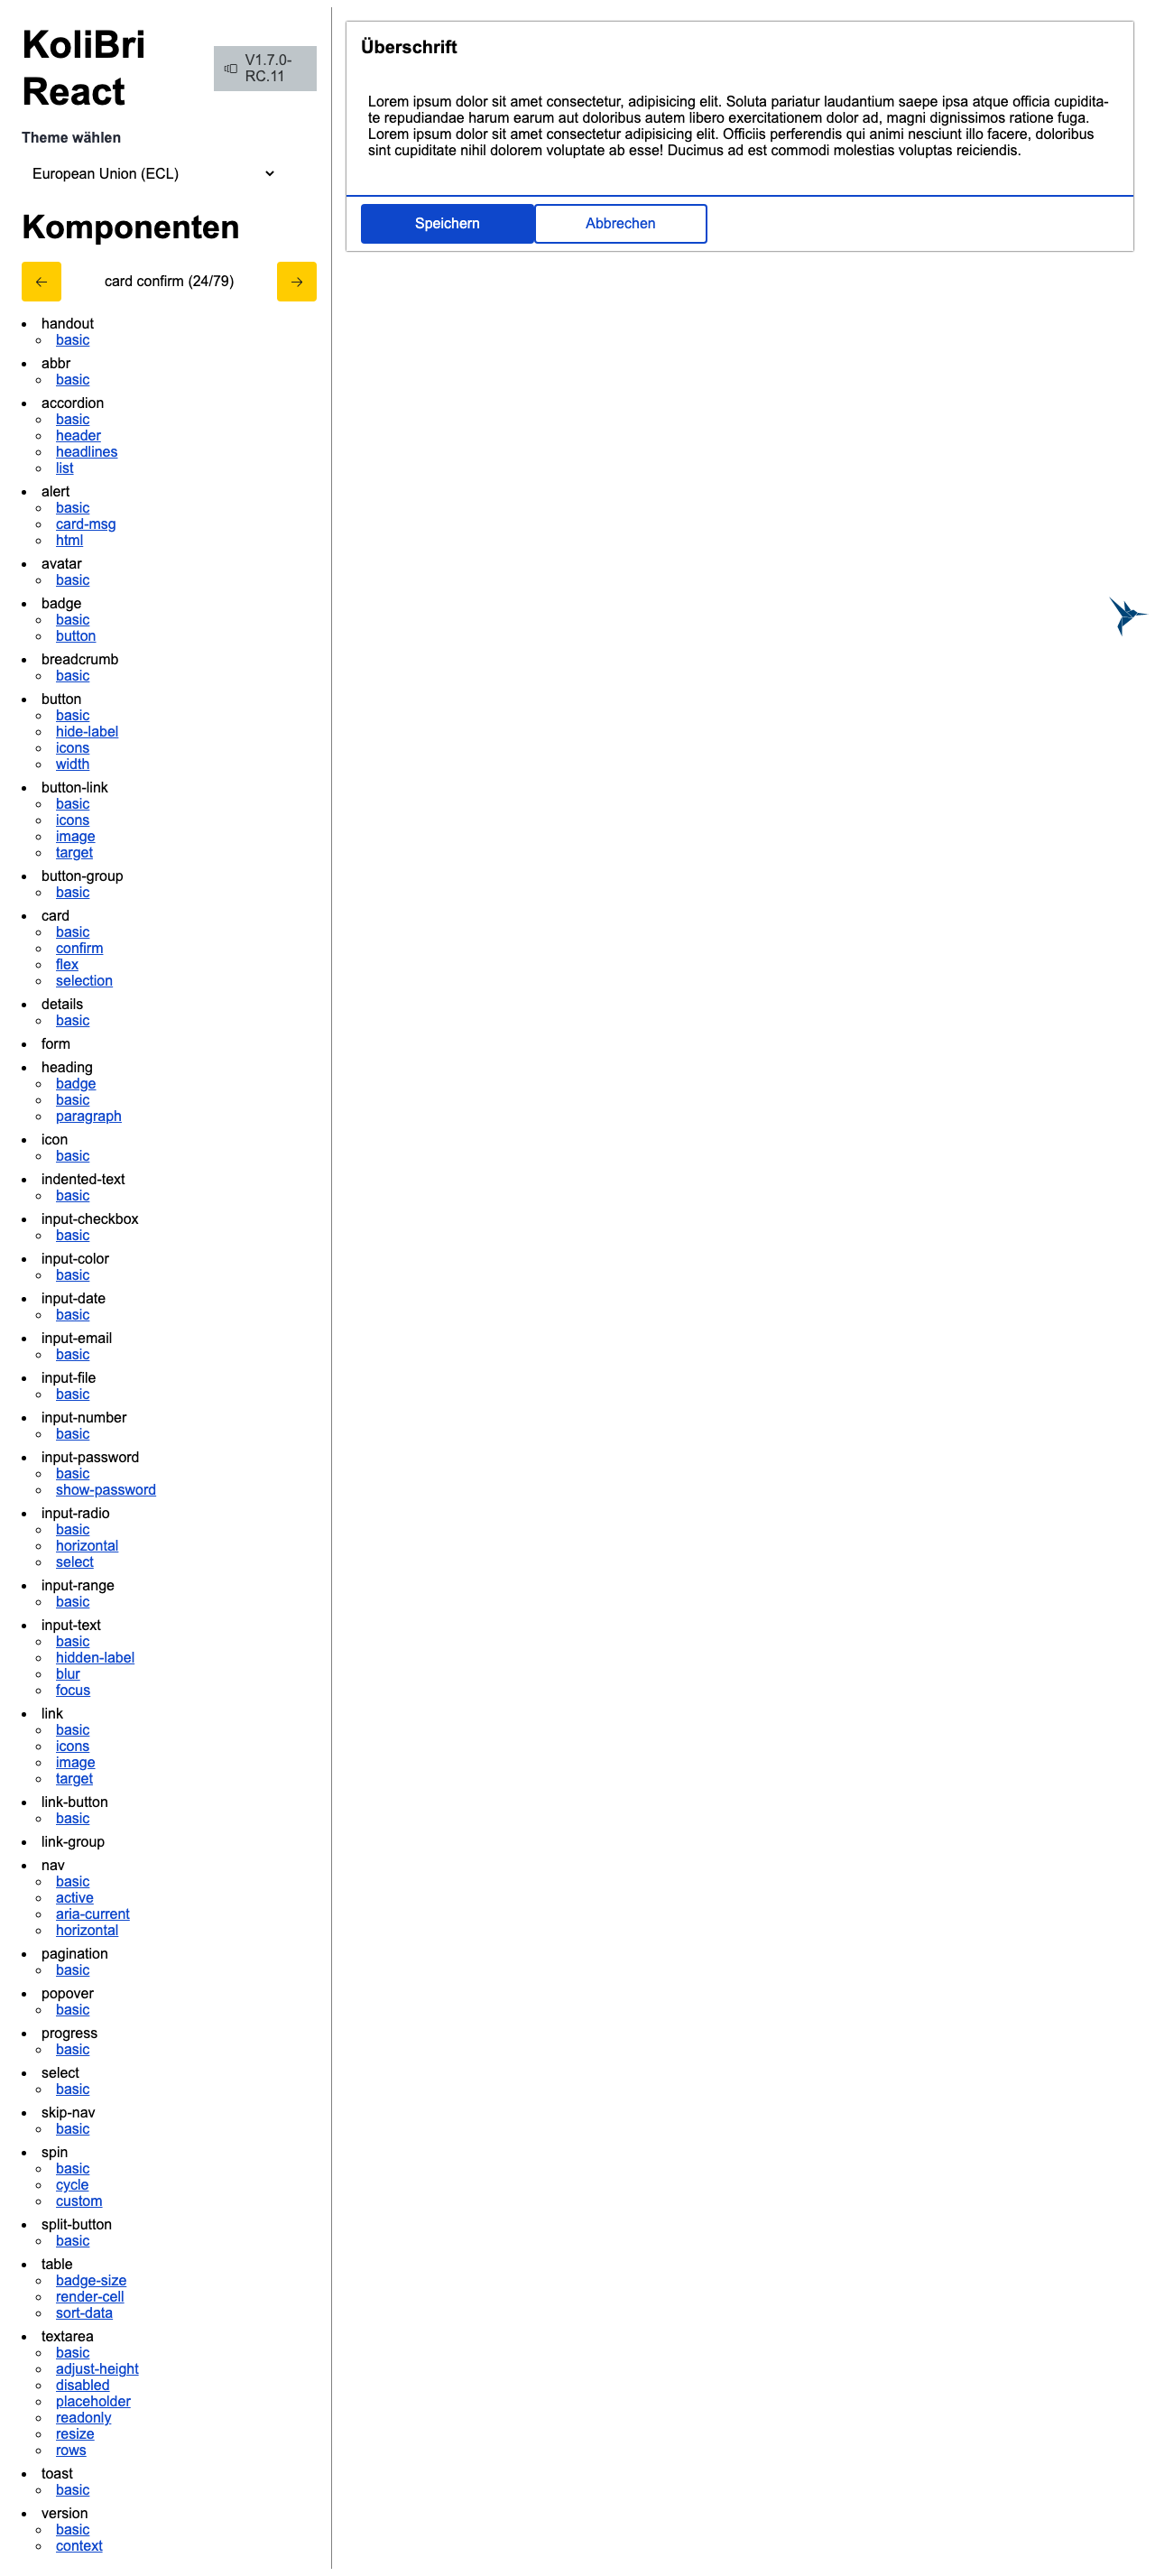 KoliBri
React
V1.7.0-
RC.11
Theme wählen
European Union (ECL)
Komponenten
card confirm (24/79)
handout
basic
abbr
basic
accordion
basic
header
headlines
list
alert
basic
card-msg
html
avatar
basic
badge
basic
button
breadcrumb
basic
button
basic
hide-label
icons
width
button-link
basic
icons
image
target
button-group
basic
card
basic
confirm
flex
selection
details
basic
form
heading
badge
basic
paragraph
icon
basic
indented-text
basic
input-checkbox
basic
input-color
basic
input-date
basic
input-email
basic
input-file
basic
input-number
basic
input-password
basic
show-password
input-radio
basic
horizontal
select
input-range
basic
input-text
basic
hidden-label
blur
focus
link
basic
icons
image
target
link-button
basic
link-group
nav
basic
active
aria-current
horizontal
pagination
basic
popover
basic
progress
basic
select
basic
skip-nav
basic
spin
basic
cycle
custom
split-button
basic
table
badge-size
render-cell
sort-data
textarea
basic
adjust-height
disabled
placeholder
readonly
resize
rows
toast
basic
version
basic
context
Überschrift
Lorem ipsum dolor sit amet consectetur, adipisicing elit. Soluta pariatur laudantium saepe ipsa atque officia cupidita-
te repudiandae harum earum aut doloribus autem libero exercitationem dolor ad, magni dignissimos ratione fuga.
Lorem ipsum dolor sit amet consectetur adipisicing elit. Officiis perferendis qui animi nesciunt illo facere, doloribus
sint cupiditate nihil dolorem voluptate ab esse! Ducimus ad est commodi molestias voluptas reiciendis.
Speichern
Abbrechen